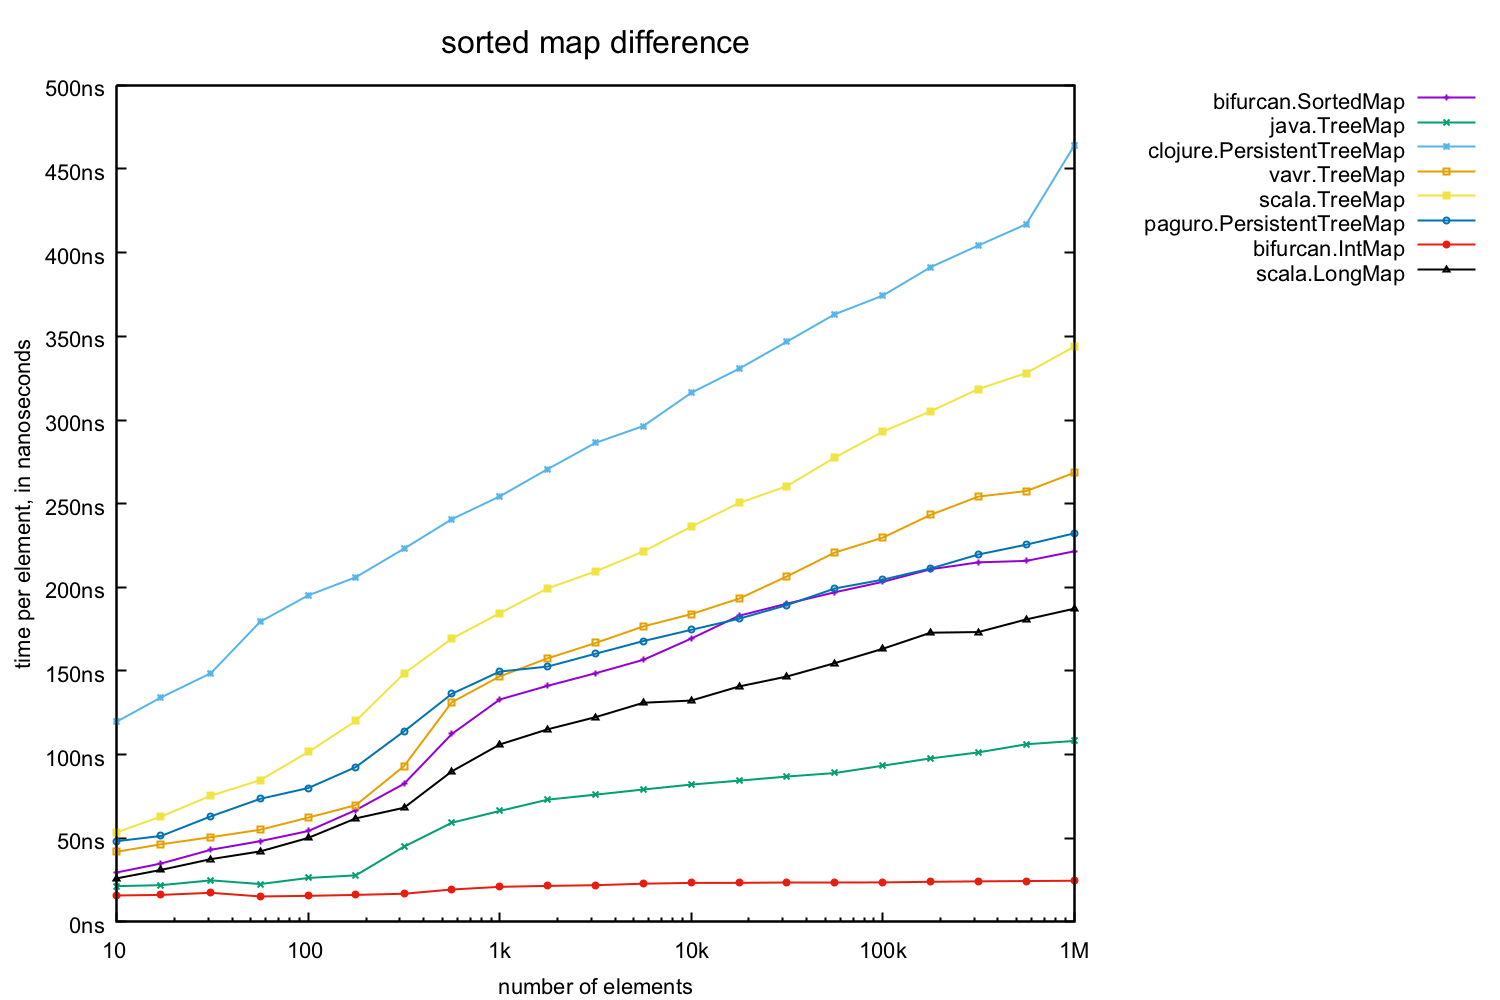 sorted map difference
500ns
450ns
400ns
350ns
300ns
250ns
200ns
150ns
100ns
50ns
0ns
time per element, in nanoseconds
10 100 1k 10k 100k 1M
number of elements
bifurcan.SortedMap
java.TreeMap
clojure.PersistentTreeMap
vavr.TreeMap
scala.TreeMap
paguro.PersistentTreeMap
bifurcan.IntMap
scala.LongMap